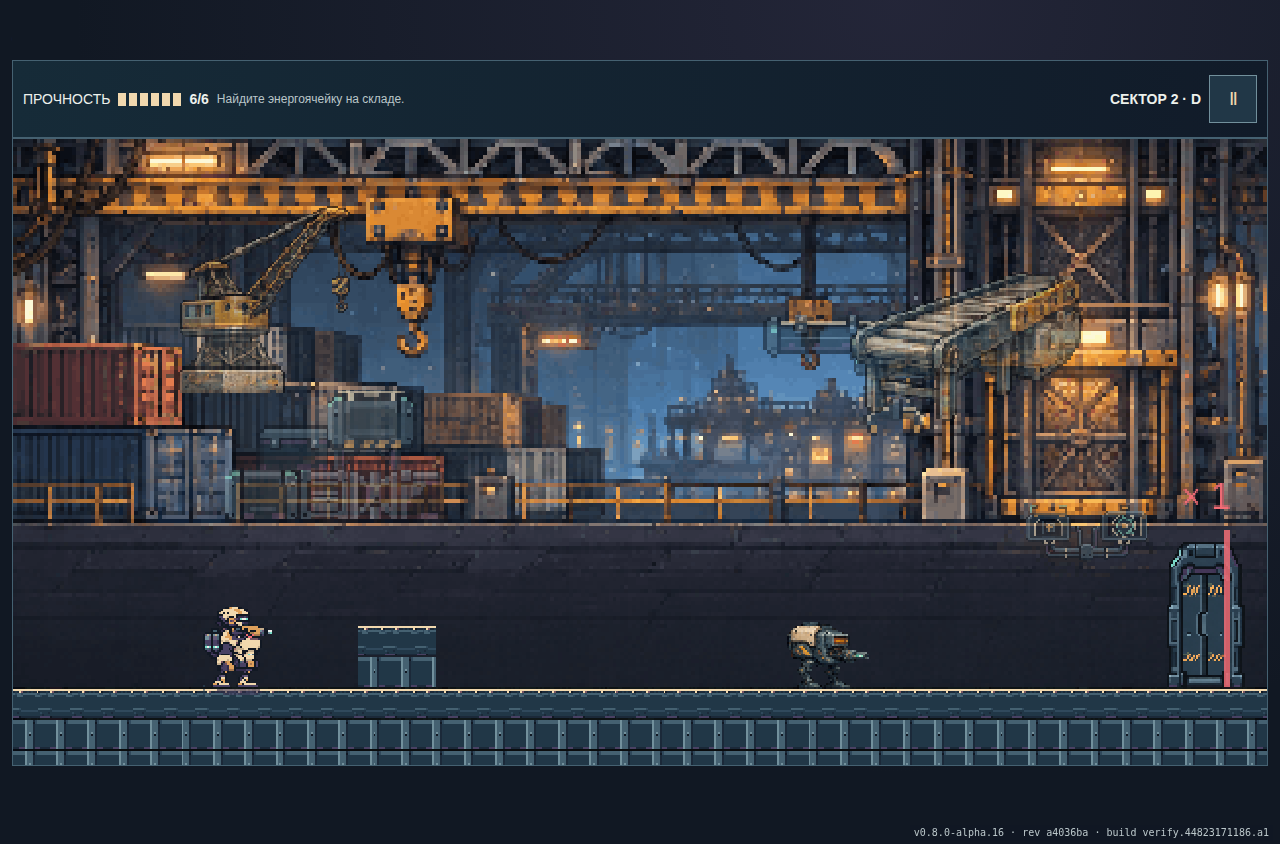 ПРОЧНОСТЬ 6/6 Найдите энергоячейку на складе.
СЕКТОР 2 · D
× 1
v0.8.0-alpha.16 · rev a4036ba · build verify.44823171186.a1